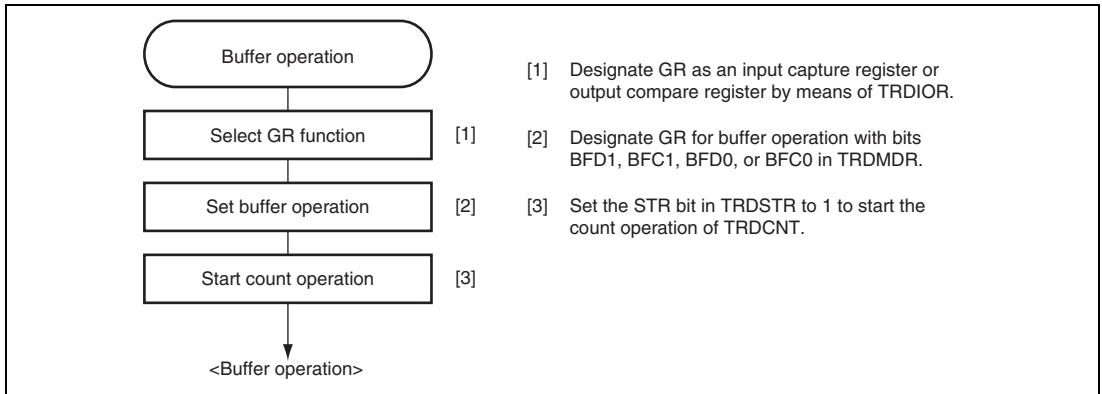 Buffer operation
Select GR function
[1]
Set buffer operation
[2]
Start count operation
[3]
<Buffer operation>
[1] Designate GR as an input capture register or
output compare register by means of TRDIOR.
[2] Designate GR for buffer operation with bits
BFD1, BFC1, BFD0, or BFC0 in TRDMDR.
[3] Set the STR bit in TRDSTR to 1 to start the
count operation of TRDCNT.